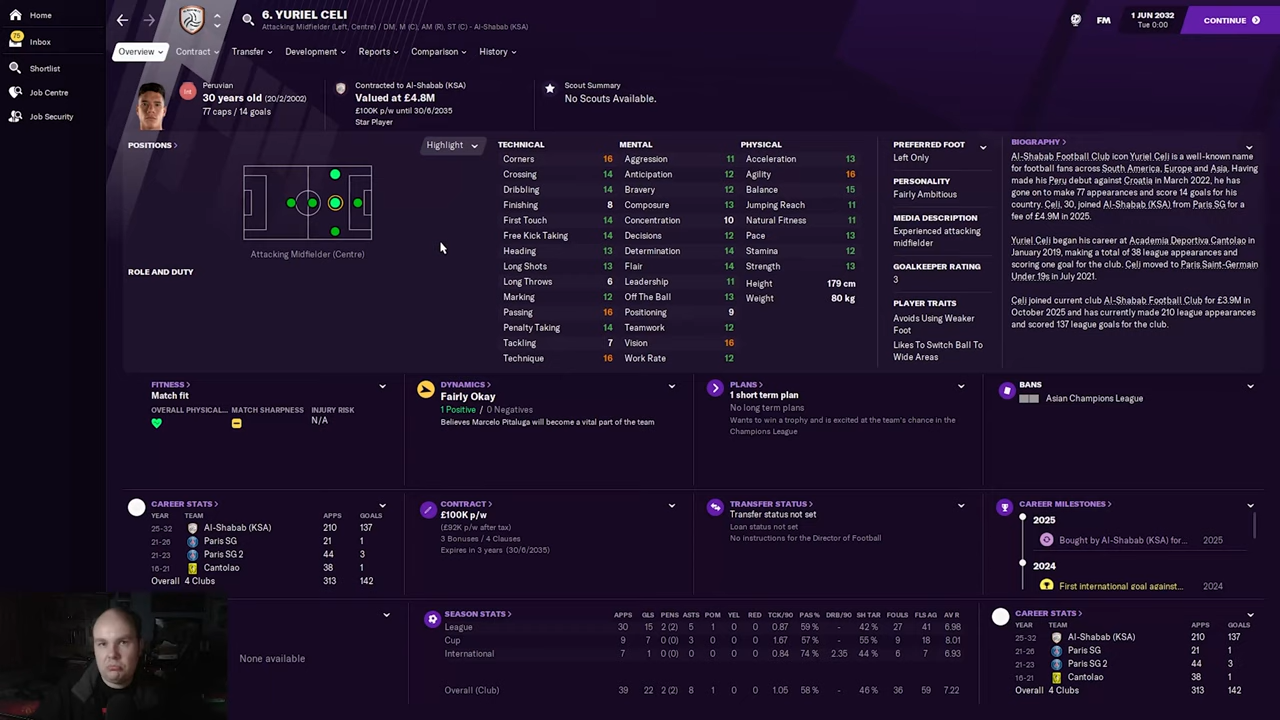 Home
75
Inbox
Shortlist
Job Centre
Job Security
6. YURIEL CELI
Attacking Midfielder (Left, Centre) / DM; M (C), AM (R), ST (C) - Al-Shabab (KSA)
FM
1 JUN 2032
Tue 0:00
CONTINUE
Overview
Contract
Transfer
Development
Reports
Comparison
History
Peruvian
Int
30 years old (20/2/2002)
77 caps / 14 goals
Contracted to Al-Shabab (KSA)
Valued at £4.8M
£100K p/w until 30/6/2035
Star Player
Scout Summary
No Scouts Available.
POSITIONS
Highlight
Attacking Midfielder (Centre)
ROLE AND DUTY
TECHNICAL
Corners 16
Crossing 14
Dribbling 14
Finishing 8
First Touch 14
Free Kick Taking 14
Heading 13
Long Shots 13
Long Throws 6
Marking 12
Passing 16
Penalty Taking 14
Tackling 7
Technique 16
MENTAL
Aggression 11
Anticipation 12
Bravery 12
Composure 13
Concentration 10
Decisions 12
Determination 14
Flair 14
Leadership 11
Off The Ball 13
Positioning 9
Teamwork 12
Vision 16
Work Rate 12
PHYSICAL
Acceleration 13
Agility 16
Balance 15
Jumping Reach 11
Natural Fitness 11
Pace 13
Stamina 12
Strength 13
Height 179 cm
Weight 80 kg
PREFERRED FOOT
Left Only
PERSONALITY
Fairly Ambitious
MEDIA DESCRIPTION
Experienced attacking
midfielder
GOALKEEPER RATING
3
PLAYER TRAITS
Avoids Using Weaker
Foot
Likes To Switch Ball To
Wide Areas
BIOGRAPHY
Al-Shabab Football Club icon Yuriel Celi is a well-known name
for football fans across South America, Europe and Asia. Having
made his Peru debut against Croatia in March 2022, he has
gone on to make 77 appearances and score 14 goals for his
country. Celi, 30, joined Al-Shabab (KSA) from Paris SG for a
fee of £4.9M in 2025.
Yuriel Celi began his career at Academia Deportiva Cantolao in
January 2019, making a total of 38 league appearances and
scoring one goal for the club. Celi moved to Paris Saint-Germain
Under 19s in July 2021.
Celi joined current club Al-Shabab Football Club for £3.9M in
October 2025 and has currently made 210 league appearances
and scored 137 league goals for the club.
FITNESS
Match fit
OVERALL PHYSICAL... MATCH SHARPNESS INJURY RISK
N/A
DYNAMICS
Fairly Okay
1 Positive / 0 Negatives
Believes Marcelo Pitaluga will become a vital part of the team
PLANS
1 short term plan
No long term plans
Wants to win a trophy and is excited at the team's chance in the
Champions League
BANS
Asian Champions League
CAREER STATS
YEAR TEAM APPS GOALS
25-32 Al-Shabab (KSA) 210 137
21-26 Paris SG 21 1
21-23 Paris SG 2 44 3
16-21 Cantolao 38 1
Overall 4 Clubs 313 142
CONTRACT
£100K p/w
(£92K p/w after tax)
3 Bonuses / 4 Clauses
Expires in 3 years (30/6/2035)
TRANSFER STATUS
Transfer status not set
Loan status not set
No instructions for the Director of Football
CAREER MILESTONES
2025
Bought by Al-Shabab (KSA) for... 2025
2024
First international goal against... 2024
None available
SEASON STATS APPS GLS PENS ASTS POM YEL RED TCK/90 PAS % DRB/90 SH TAR FOULS FLS AG AV R
League 30 15 2 (2) 5 1 0 0 0.87 59 % - 42 % 27 41 6.98
Cup 9 7 0 (0) 3 0 0 0 1.67 57 % - 55 % 9 18 8.01
International 7 1 0 (0) 2 0 0 0 0.84 74 % 2.35 44 % 6 7 6.93
Overall (Club) 39 22 2 (2) 8 1 0 0 1.05 58 % - 46 % 36 59 7.22
CAREER STATS
YEAR TEAM APPS GOALS
25-32 Al-Shabab (KSA) 210 137
21-26 Paris SG 21 1
21-23 Paris SG 2 44 3
16-21 Cantolao 38 1
Overall 4 Clubs 313 142